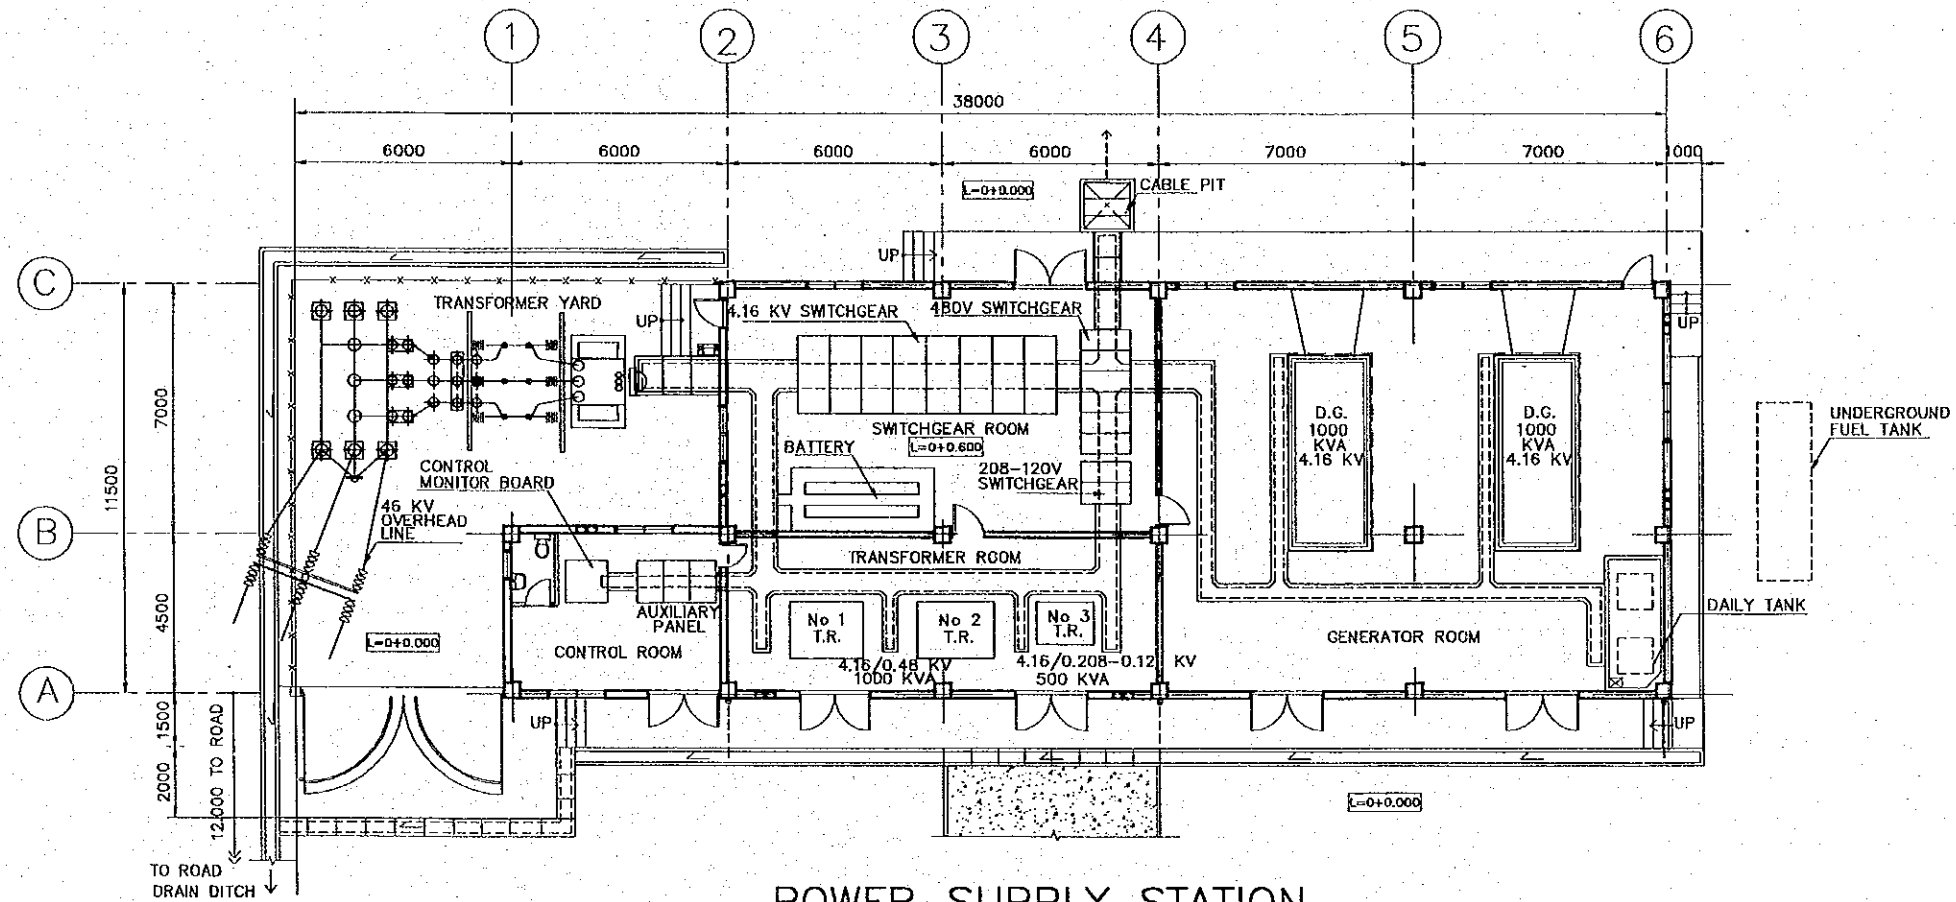 1
2
3
4
5
6
38000
6000
6000
6000
6000
7000
7000
1000
L=0+0.000
CABLE PIT
UP
C
TRANSFORMER YARD
4.16 KV SWITCHGEAR
480V SWITCHGEAR
UP
UP
7000
11500
D.G.
1000
KVA
4.16 KV
D.G.
1000
KVA
4.16 KV
UNDERGROUND
FUEL TANK
SWITCHGEAR ROOM
L=0+0.600
BATTERY
CONTROL
MONITOR BOARD
208-120V
SWITCHGEAR
46 KV
OVERHEAD
LINE
B
TRANSFORMER ROOM
4500
AUXILIARY
PANEL
No 1
T.R.
No 2
T.R.
No 3
T.R.
DAILY TANK
L=0+0.000
CONTROL ROOM
GENERATOR ROOM
4.16/0.48 KV
1000 KVA
4.16/0.208-0.12 KV
500 KVA
A
1500
2000
12.000 TO ROAD
UP
UP
L=0+0.000
TO ROAD
DRAIN DITCH
POWER SUPPLY STATION